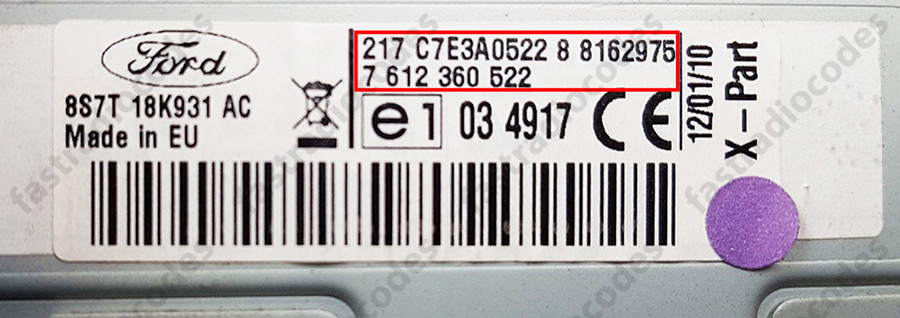 Ford
8S7T 18K931 AC
Made in EU
217 C7E3A0522 8 8162975
7 612 360 522
e1 03 4917 CE
12/01/10
X - Part
fastradiocodes